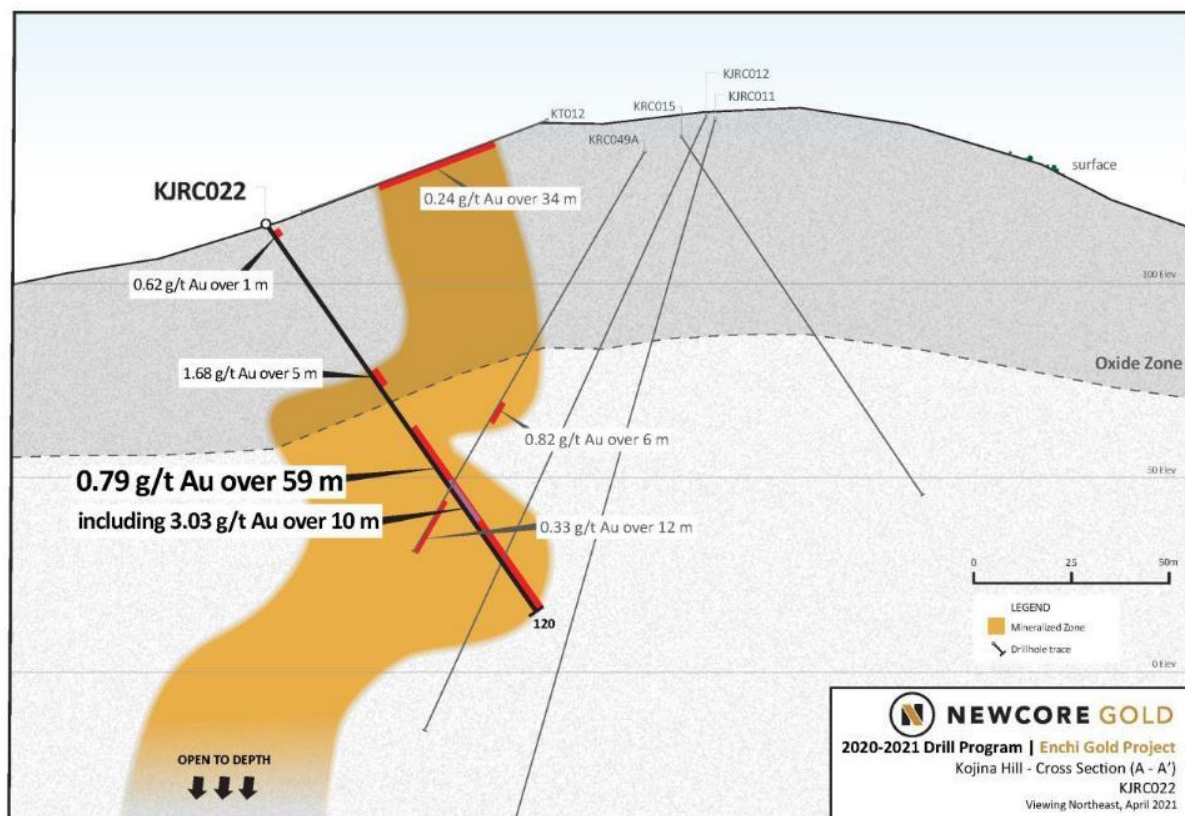 KJRC012
KJRC011
KRC015
KT012
KRC049A
surface
KJRC022
0.24 g/t Au over 34 m
0.62 g/t Au over 1 m
100 Elev
1.68 g/t Au over 5 m
Oxide Zone
0.82 g/t Au over 6 m
0.79 g/t Au over 59 m
50 Elev
including 3.03 g/t Au over 10 m
0.33 g/t Au over 12 m
0 25 50m
LEGEND
Mineralized Zone
Drillhole trace
120
0 Elev
OPEN TO DEPTH
N NEWCORE GOLD
2020-2021 Drill Program | Enchi Gold Project
Kojina Hill - Cross Section (A - A')
KJRC022
Viewing Northeast, April 2021